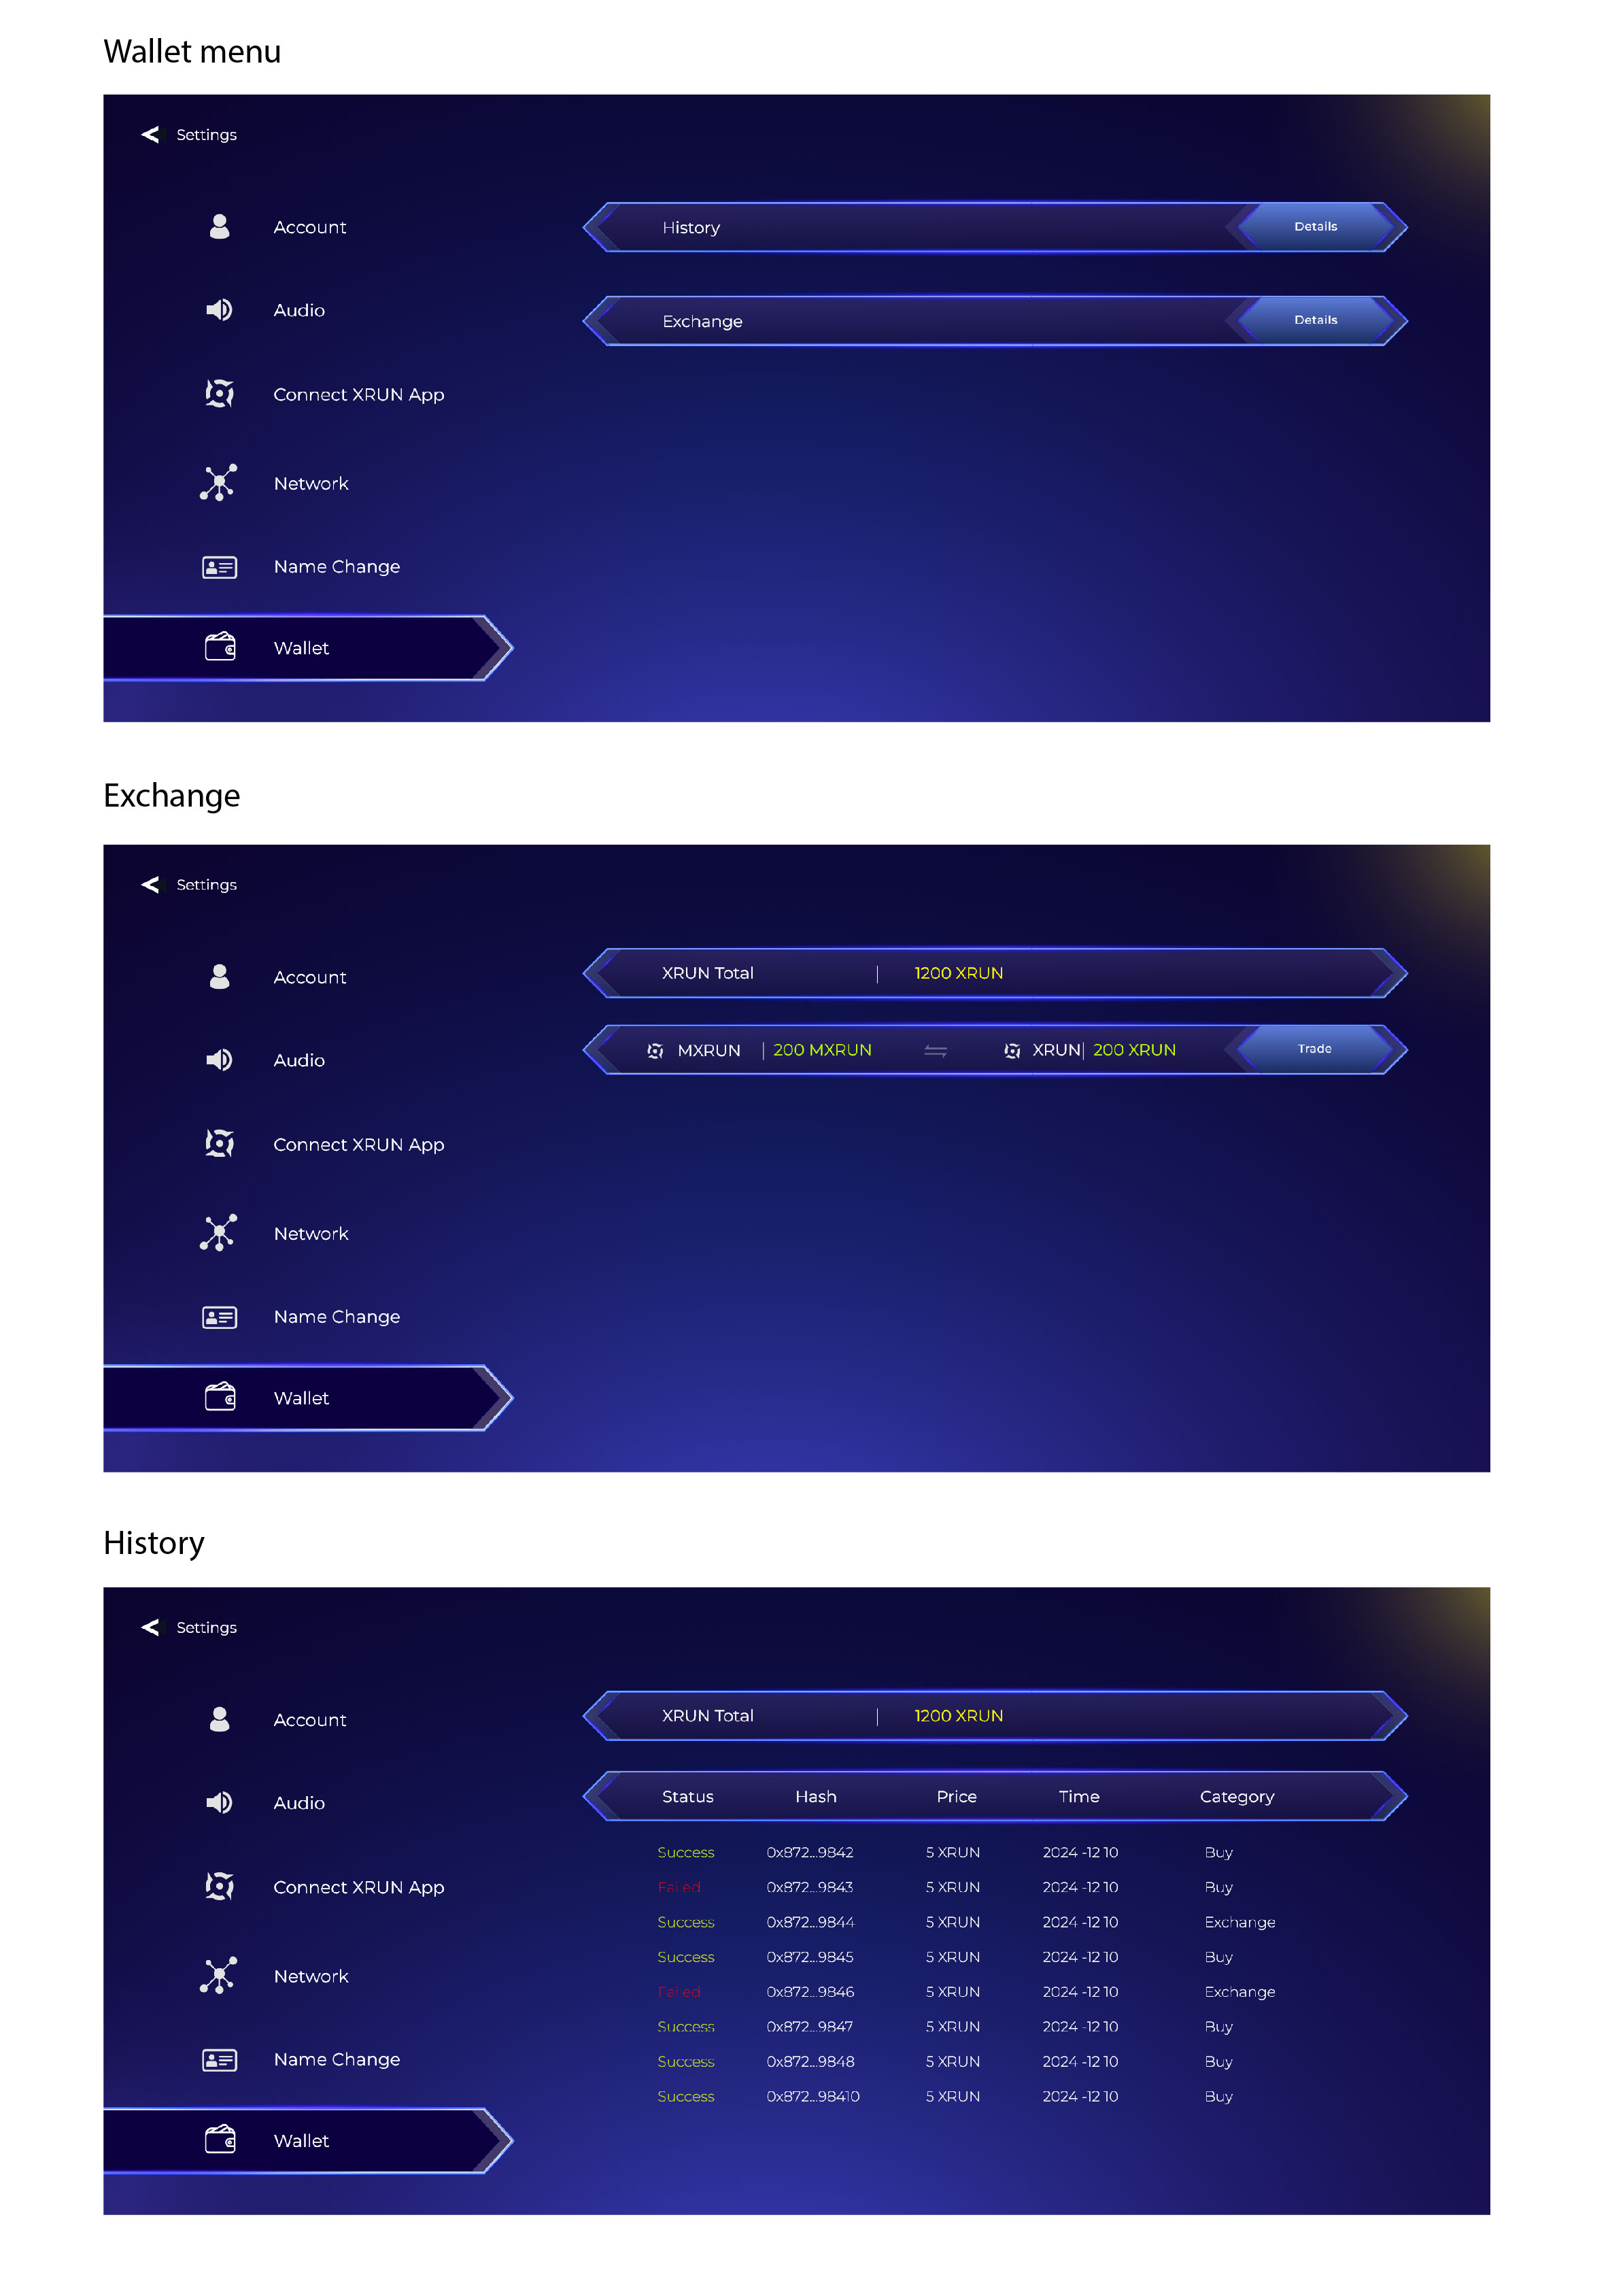 Wallet menu
Settings
Account
Audio
Connect XRUN App
Network
Name Change
Wallet
History Details
Exchange Details
Exchange
Settings
Account
Audio
Connect XRUN App
Network
Name Change
Wallet
XRUN Total | 1200 XRUN
MXRUN | 200 MXRUN XRUN| 200 XRUN Trade
History
Settings
Account
Audio
Connect XRUN App
Network
Name Change
Wallet
XRUN Total | 1200 XRUN
Status Hash Price Time Category
Success 0x872...9842 5 XRUN 2024 -12 10 Buy
Failed 0x872...9843 5 XRUN 2024 -12 10 Buy
Success 0x872...9844 5 XRUN 2024 -12 10 Exchange
Success 0x872...9845 5 XRUN 2024 -12 10 Buy
Failed 0x872...9846 5 XRUN 2024 -12 10 Exchange
Success 0x872...9847 5 XRUN 2024 -12 10 Buy
Success 0x872...9848 5 XRUN 2024 -12 10 Buy
Success 0x872...98410 5 XRUN 2024 -12 10 Buy